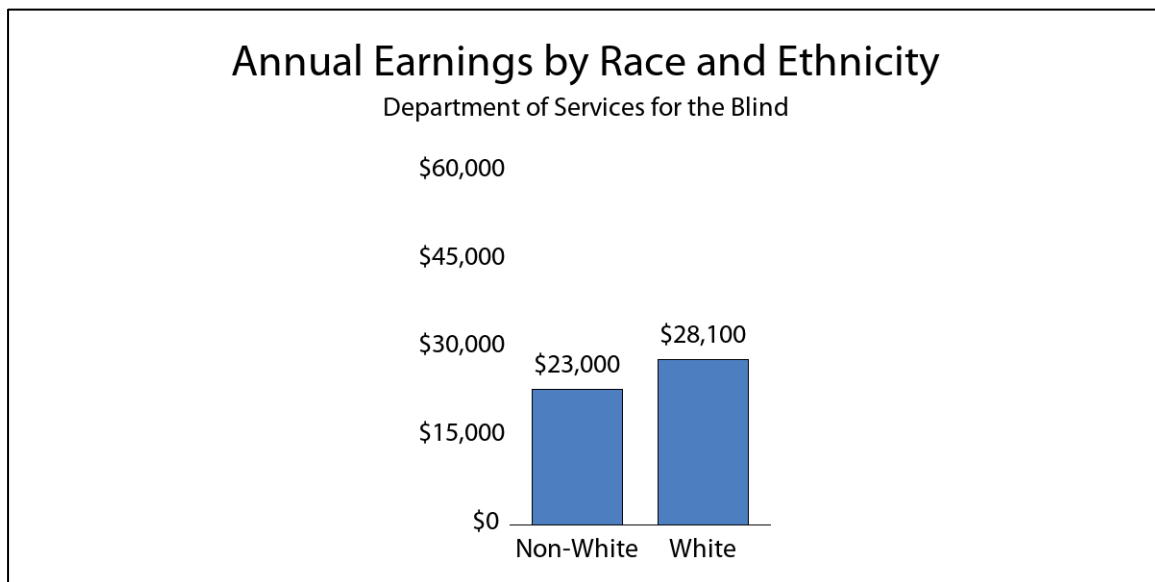 Annual Earnings by Race and Ethnicity
Department of Services for the Blind
$60,000
$45,000
$30,000
$15,000
$0
$23,000
$28,100
Non-White
White